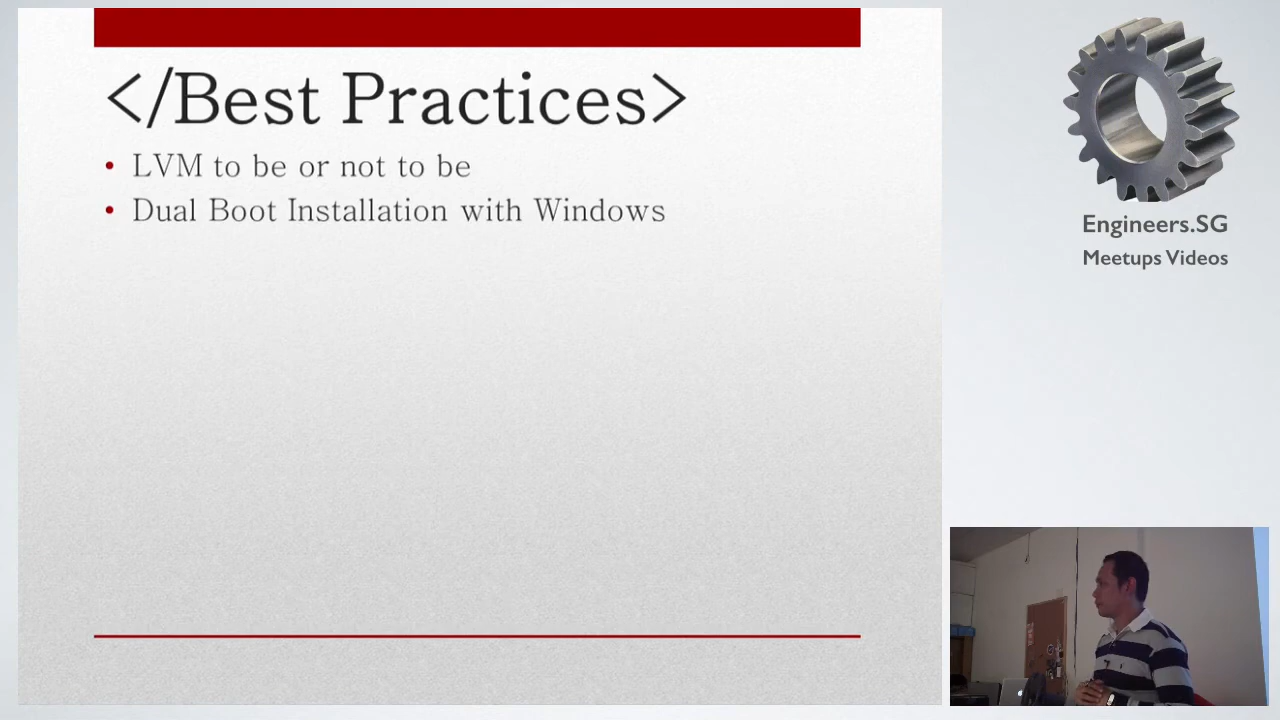 </Best Practices>
• LVM to be or not to be
• Dual Boot Installation with Windows
Engineers.SG
Meetups Videos